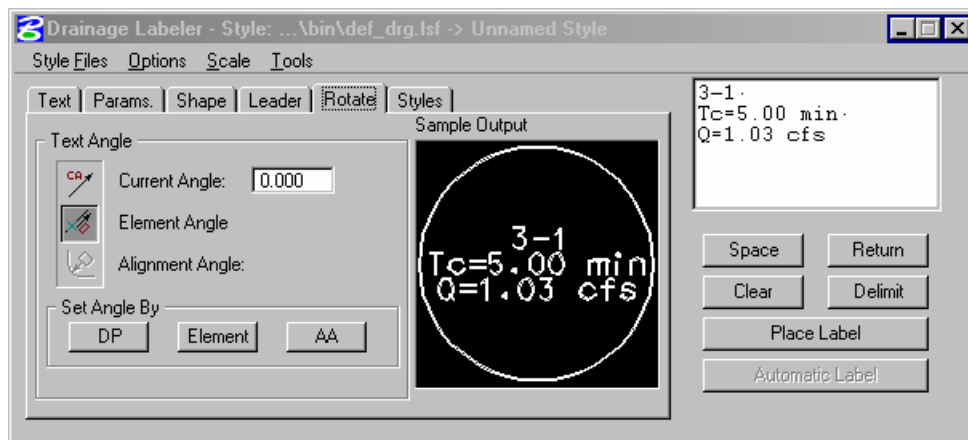 Drainage Labeler - Style: ...\bin\def_drg.lsf -> Unnamed Style
Style Files Options Scale Tools
Text Params. Shape Leader Rotate Styles
Text Angle
CA
Current Angle: 0.000
Element Angle
Alignment Angle:
Set Angle By
DP Element AA
Sample Output
3-1
Tc=5.00 min
Q=1.03 cfs
3-1·
Tc=5.00 min·
Q=1.03 cfs
Space Return
Clear Delimit
Place Label
Automatic Label